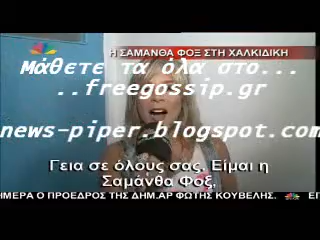 Η ΣΑΜΑΝΘΑ ΦΟΞ ΣΤΗ ΧΑΛΚΙΔΙΚΗ
Μάθετε τα όλα στο...
..freegossip.gr
news-piper.blogspot.com
Γεια σε όλους σας. Είμαι η
Σαμάνθα Φοξ,
ΗΜΕΡΑ Ο ΠΡΟΕΔΡΟΣ ΤΗΣ ΔΗΜ.ΑΡ ΦΩΤΗΣ ΚΟΥΒΕΛΗΣ. ΕΠ